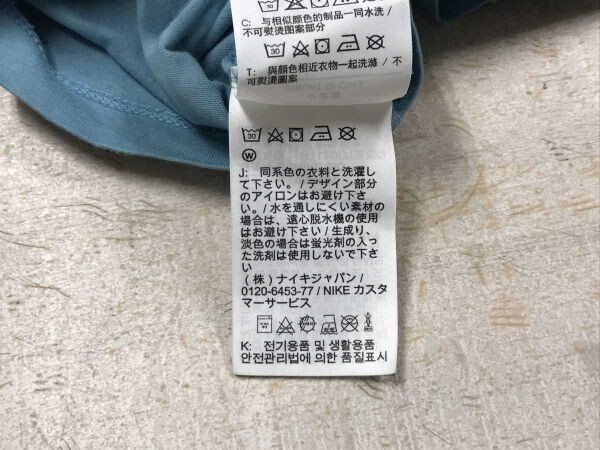 C: 与相似颜色的制品一同水洗 /
不可熨烫图案部分
30
T: 與顏色相近衣物一起洗滌 / 不
可熨燙圖案
30
W
J: 同系色の衣料と洗濯し
て下さい。/ デザイン部分
のアイロンはお避け下さ
い。/ 水を通しにくい素材の
場合は、遠心脱水機の使用
はお避け下さい / 生成り、
淡色の場合は蛍光剤の入っ
た洗剤は使用しないで下さ
い
(株) ナイキジャパン /
0120-6453-77 / NIKE カスタ
マーサービス
K: 전기용품 및 생활용품
안전관리법에 의한 품질표시